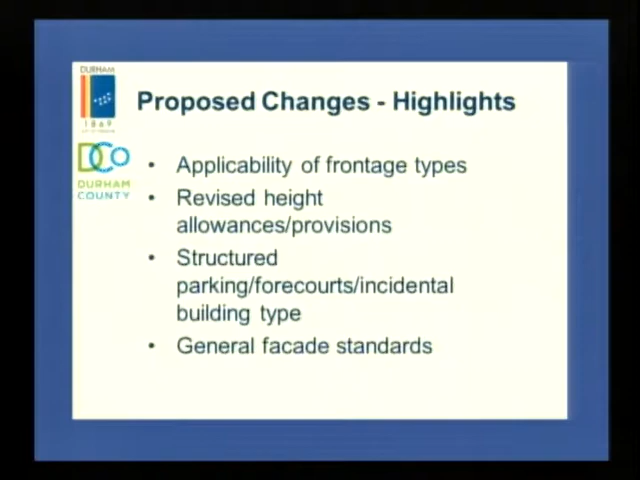 DURHAM
1869
DCo
DURHAM
COUNTY
Proposed Changes - Highlights
• Applicability of frontage types
• Revised height
allowances/provisions
• Structured
parking/forecourts/incidental
building type
• General facade standards